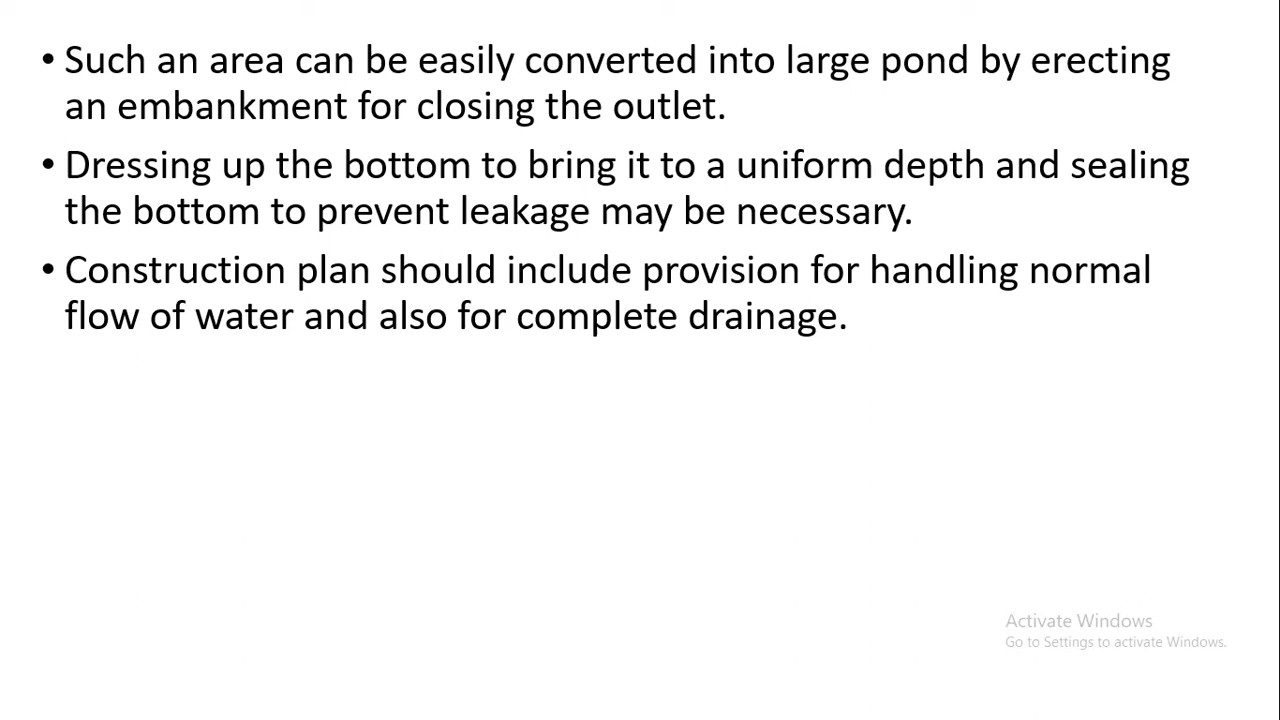 • Such an area can be easily converted into large pond by erecting
an embankment for closing the outlet.
• Dressing up the bottom to bring it to a uniform depth and sealing
the bottom to prevent leakage may be necessary.
• Construction plan should include provision for handling normal
flow of water and also for complete drainage.
Activate Windows
Go to Settings to activate Windows.